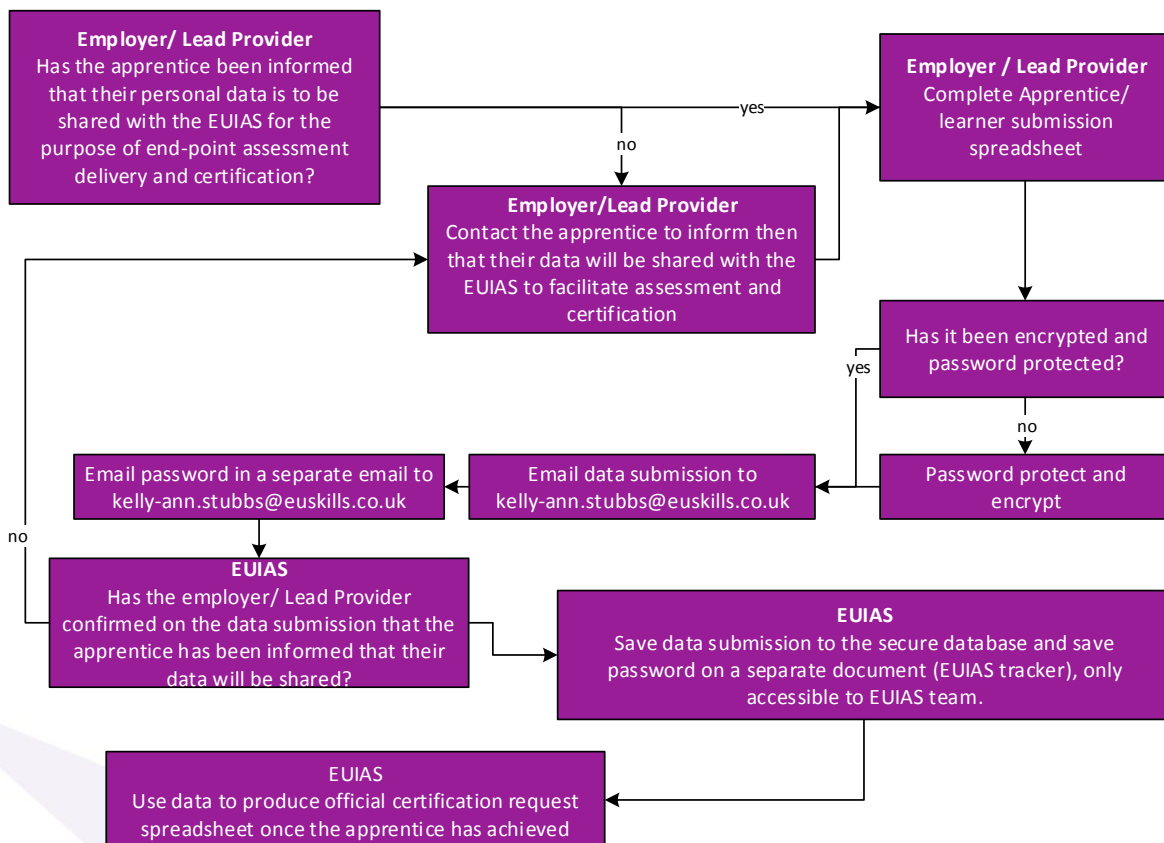 Employer/ Lead Provider
Has the apprentice been informed
that their personal data is to be
shared with the EUIAS for the
purpose of end-point assessment
delivery and certification?
yes
no
Employer / Lead Provider
Complete Apprentice/
learner submission
spreadsheet
Employer/Lead Provider
Contact the apprentice to inform then
that their data will be shared with the
EUIAS to facilitate assessment and
certification
Has it been encrypted and
password protected?
yes
no
Password protect and
encrypt
Email data submission to
kelly-ann.stubbs@euskills.co.uk
Email password in a separate email to
kelly-ann.stubbs@euskills.co.uk
no
EUIAS
Has the employer/ Lead Provider
confirmed on the data submission that the
apprentice has been informed that their
data will be shared?
EUIAS
Save data submission to the secure database and save
password on a separate document (EUIAS tracker), only
accessible to EUIAS team.
EUIAS
Use data to produce official certification request
spreadsheet once the apprentice has achieved